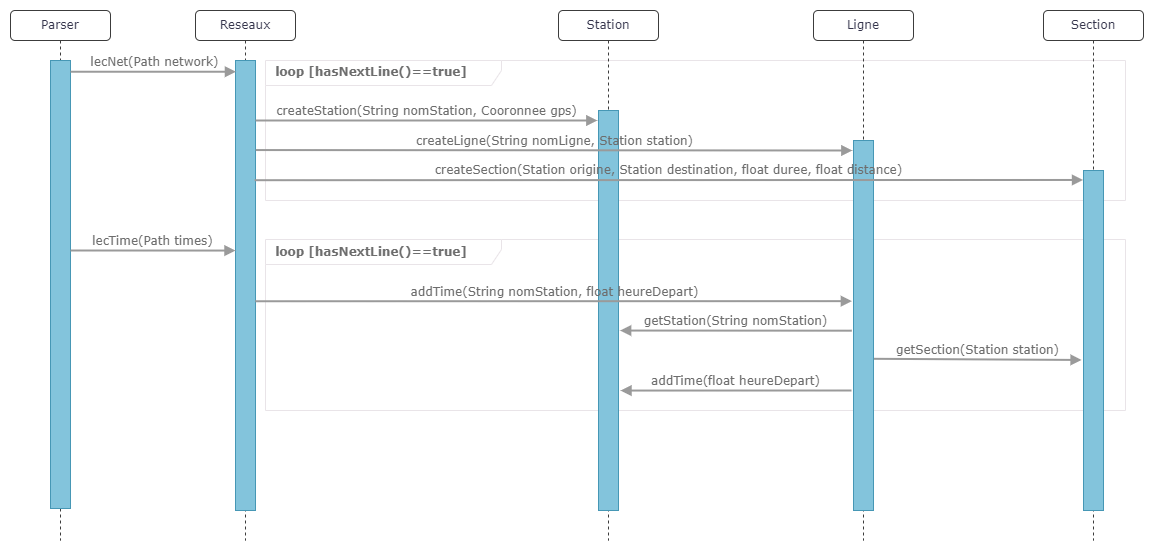 Parser
Reseaux
Station
Ligne
Section
lecNet(Path network)
loop [hasNextLine()==true]
createStation(String nomStation, Cooronnee gps)
createLigne(String nomLigne, Station station)
createSection(Station origine, Station destination, float duree, float distance)
lecTime(Path times)
loop [hasNextLine()==true]
addTime(String nomStation, float heureDepart)
getStation(String nomStation)
getSection(Station station)
addTime(float heureDepart)